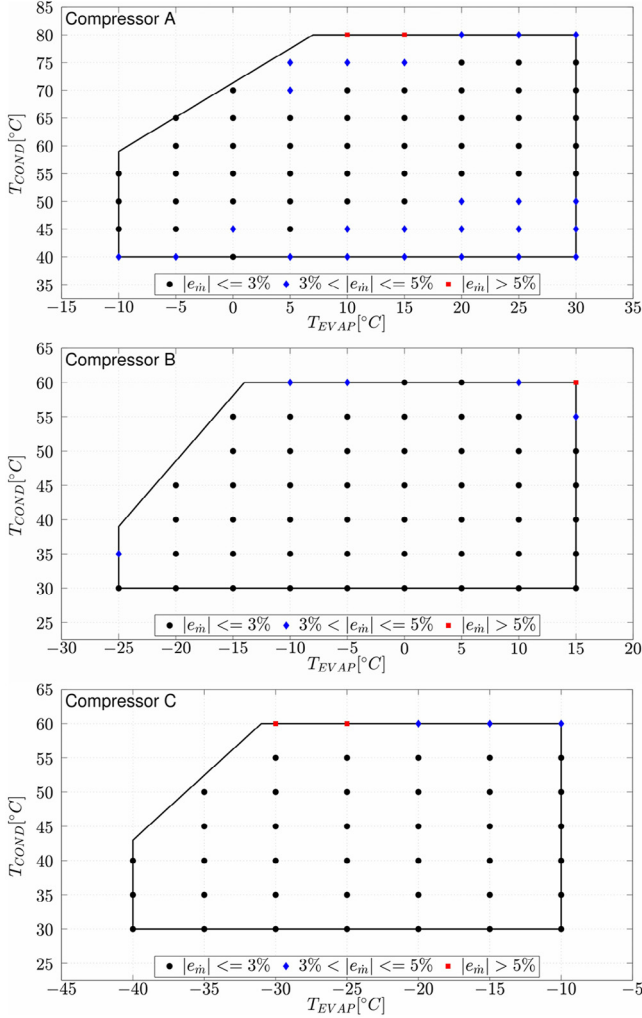 Compressor A
80
75
70
65
60
55
50
45
40
35
T_COND[°C]
|e_ṁ| <= 3% 3% < |e_ṁ| <= 5% |e_ṁ| > 5%
−15 −10 −5 0 5 10 15 20 25 30 35
T_EVAP[°C]
65
Compressor B
60
55
50
45
40
35
30
25
T_COND[°C]
|e_ṁ| <= 3% 3% < |e_ṁ| <= 5% |e_ṁ| > 5%
−30 −25 −20 −15 −10 −5 0 5 10 15 20
T_EVAP[°C]
65
Compressor C
60
55
50
45
40
35
30
25
T_COND[°C]
|e_ṁ| <= 3% 3% < |e_ṁ| <= 5% |e_ṁ| > 5%
−45 −40 −35 −30 −25 −20 −15 −10 −5
T_EVAP[°C]